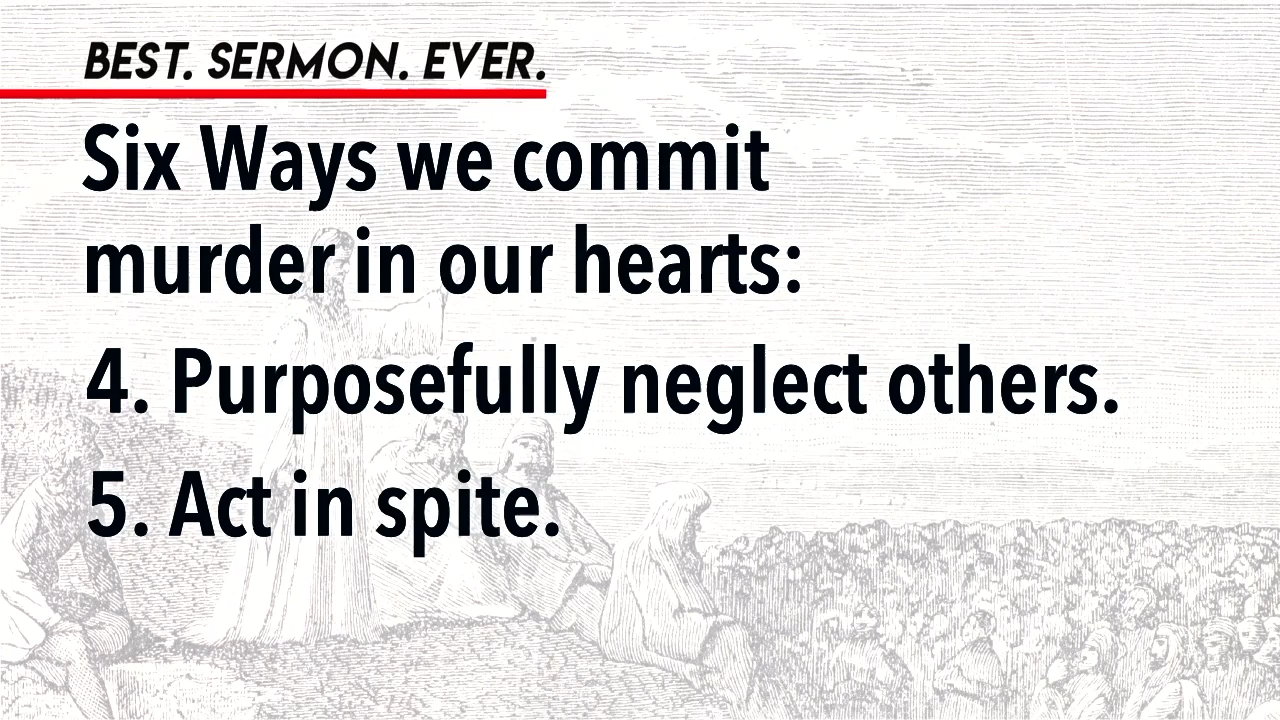 BEST. SERMON. EVER.
Six Ways we commit
murder in our hearts:
4. Purposefully neglect others.
5. Act in spite.